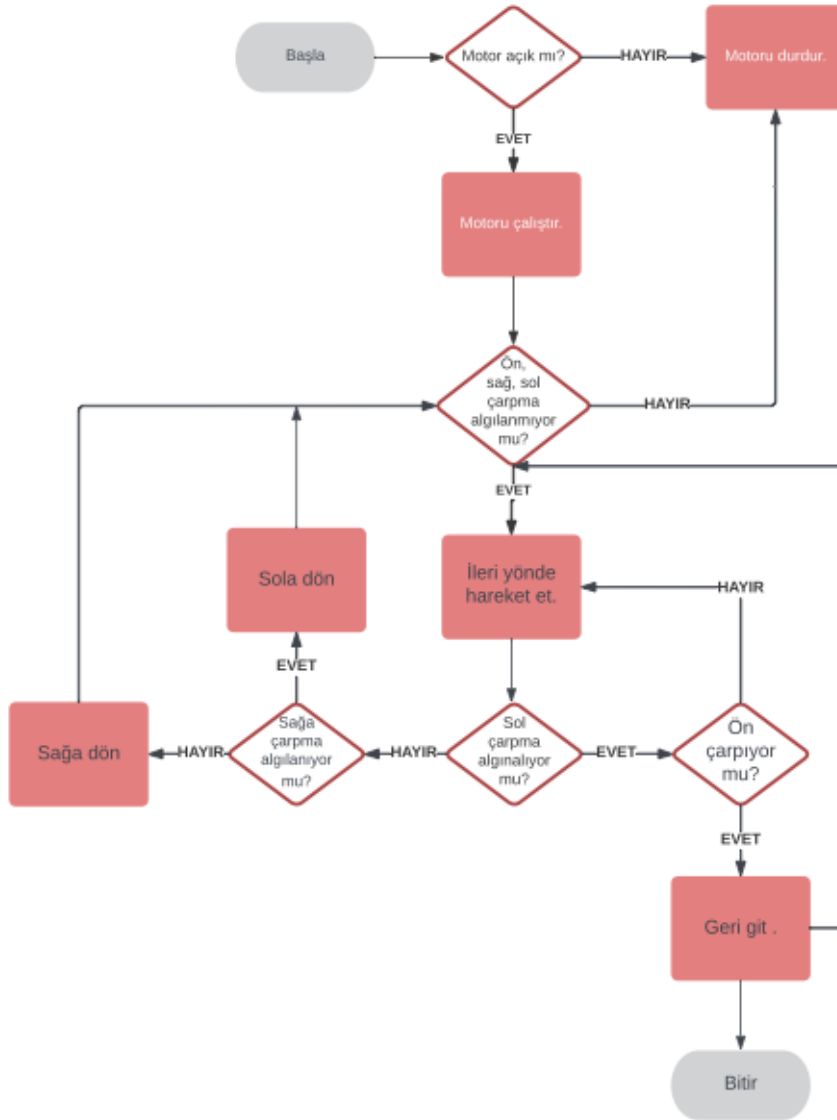 Başla
Motor açık mı?
HAYIR
Motoru durdur.
EVET
Motoru çalıştır.
Ön,
sağ, sol
çarpma
algılanmıyor
mu?
HAYIR
EVET
Sola dön
İleri yönde
hareket et.
HAYIR
EVET
Sağa dön
HAYIR
Sağa
çarpma
algılanıyor
mu?
HAYIR
Sol
çarpma
algınalıyor
mu?
EVET
Ön
çarpıyor
mu?
EVET
Geri git .
Bitir